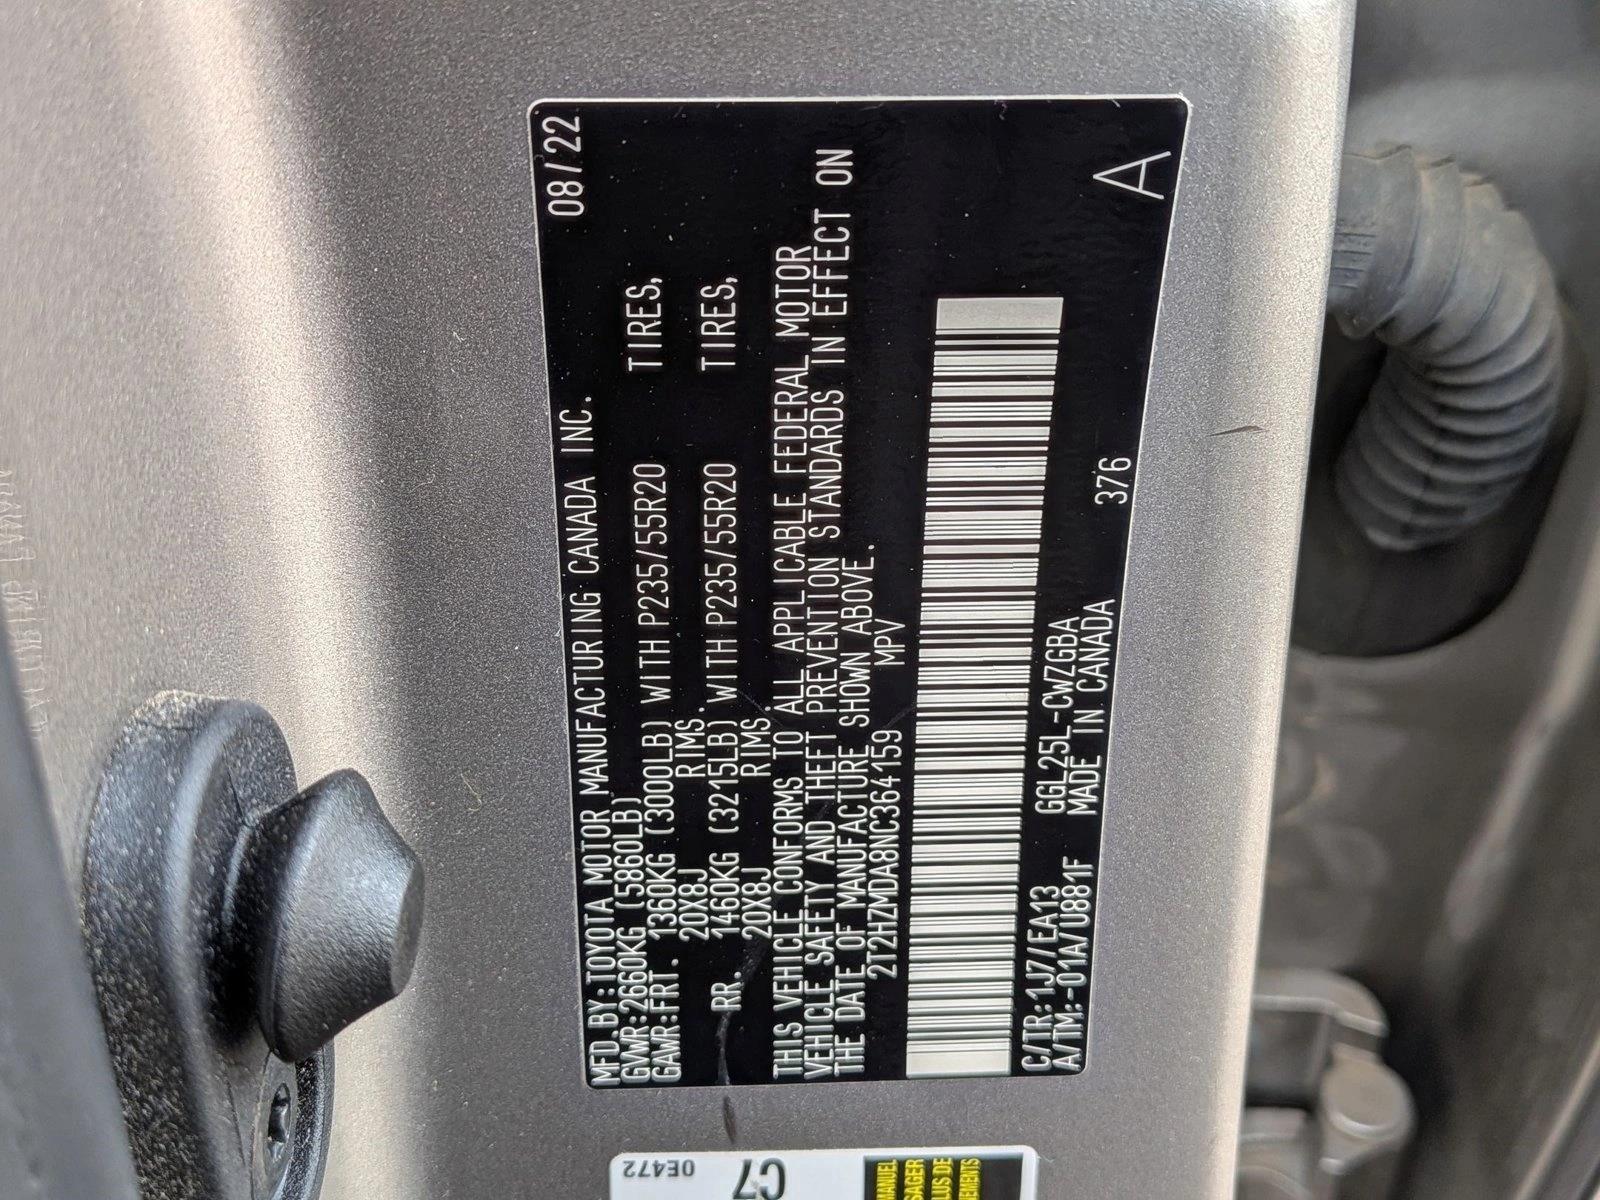 MFD.BY:TOYOTA MOTOR MANUFACTURING CANADA INC. 08/22
GVWR:2660KG (5860LB)
GAWR:FRT. 1360KG (3000LB) WITH P235/55R20 TIRES,
20X8J RIMS.
RR. 1460KG (3215LB) WITH P235/55R20 TIRES,
20X8J RIMS.
THIS VEHICLE CONFORMS TO ALL APPLICABLE FEDERAL MOTOR
VEHICLE SAFETY AND THEFT PREVENTION STANDARDS IN EFFECT ON
THE DATE OF MANUFACTURE SHOWN ABOVE.
2T2HZMDA8NC364159 MPV
C/TR:1J7/EA13 GGL25L-CWZGBA
A/TM:-01A/U881F MADE IN CANADA 376
A
0E472
C7
MANUEL